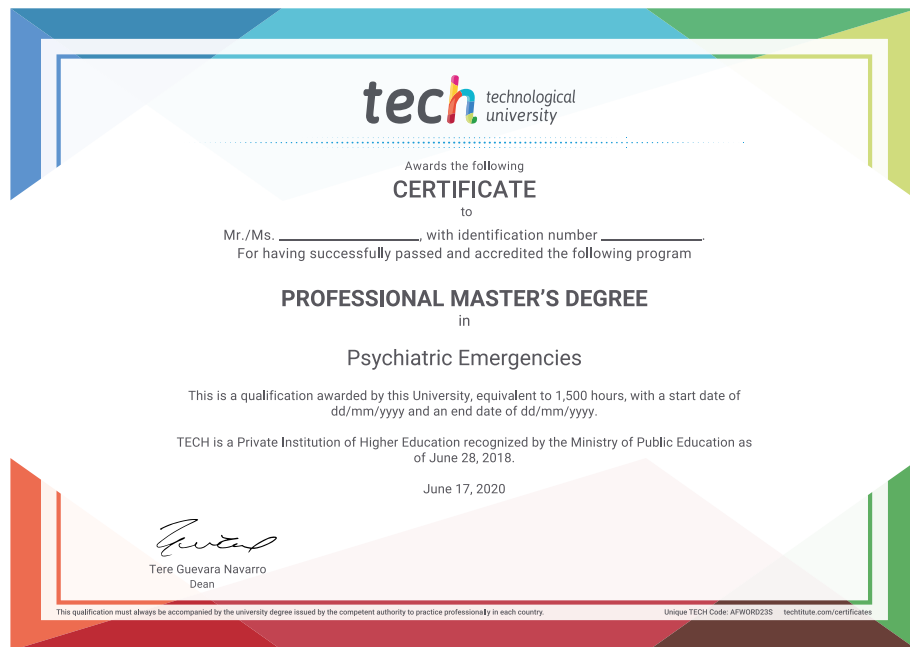 tech technological
university
Awards the following
CERTIFICATE
to
Mr./Ms. ____________________, with identification number ______________.
For having successfully passed and accredited the following program
PROFESSIONAL MASTER'S DEGREE
in
Psychiatric Emergencies
This is a qualification awarded by this University, equivalent to 1,500 hours, with a start date of
dd/mm/yyyy and an end date of dd/mm/yyyy.
TECH is a Private Institution of Higher Education recognized by the Ministry of Public Education as
of June 28, 2018.
June 17, 2020
Tere Guevara Navarro
Dean
This qualification must always be accompanied by the university degree issued by the competent authority to practice professionally in each country.
Unique TECH Code: AFWORD23S techtitute.com/certificates